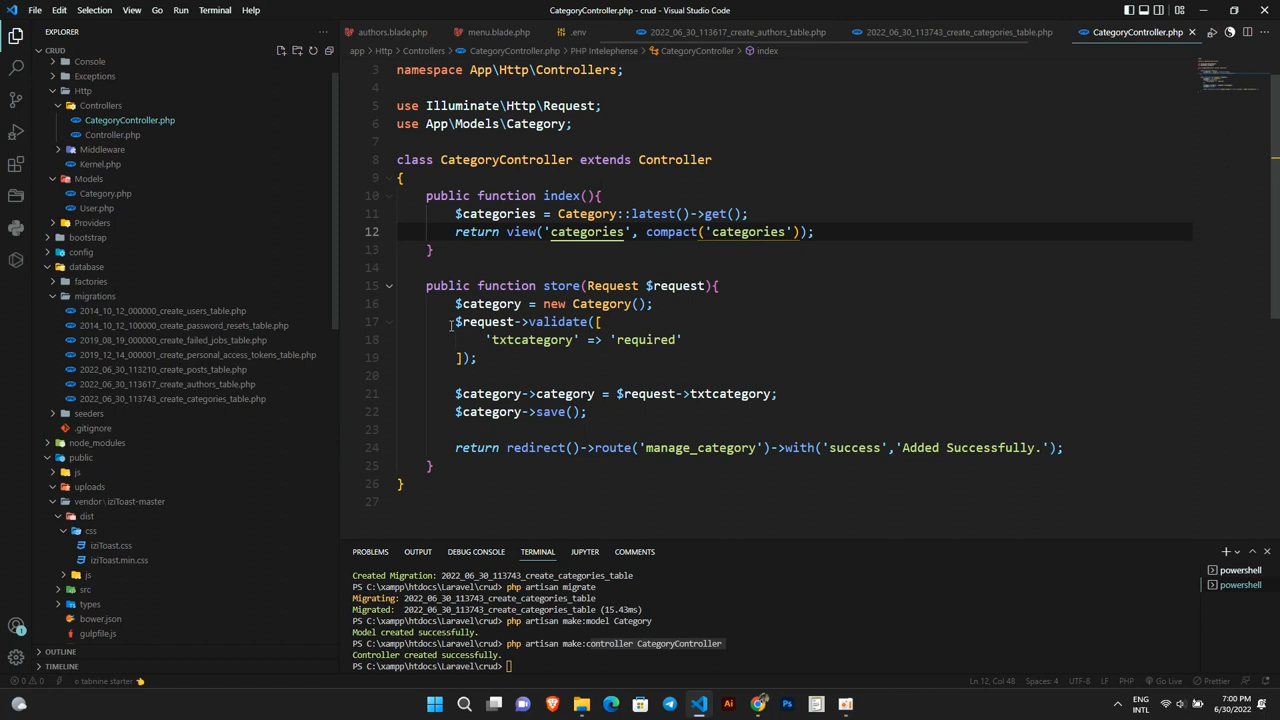 File Edit Selection View Go Run Terminal Help
CategoryController.php - crud - Visual Studio Code
authors.blade.php
menu.blade.php
.env
2022_06_30_113617_create_authors_table.php
2022_06_30_113743_create_categories_table.php
CategoryController.php
EXPLORER
app > Http > Controllers > CategoryController.php > PHP Intelephense > CategoryController > index
CRUD
Console
Exceptions
Http
Controllers
CategoryController.php
Controller.php
Middleware
Kernel.php
Models
Category.php
User.php
Providers
bootstrap
config
database
factories
migrations
2014_10_12_000000_create_users_table.php
2014_10_12_100000_create_password_resets_table.php
2019_08_19_000000_create_failed_jobs_table.php
2019_12_14_000001_create_personal_access_tokens_table.php
2022_06_30_113210_create_posts_table.php
2022_06_30_113617_create_authors_table.php
2022_06_30_113743_create_categories_table.php
seeders
.gitignore
node_modules
public
js
uploads
vendor\iziToast-master
dist
css
iziToast.css
iziToast.min.css
js
src
types
bower.json
gulpfile.js
OUTLINE
TIMELINE
3 namespace App\Http\Controllers;
4
5 use Illuminate\Http\Request;
6 use App\Models\Category;
7
8 class CategoryController extends Controller
9 {
10 public function index(){
11 $categories = Category::latest()->get();
12 return view('categories', compact('categories'));
13 }
14
15 public function store(Request $request){
16 $category = new Category();
17 $request->validate([
18 'txtcategory' => 'required'
19 ]);
20
21 $category->category = $request->txtcategory;
22 $category->save();
23
24 return redirect()->route('manage_category')->with('success','Added Successfully.');
25 }
26 }
27
PROBLEMS OUTPUT DEBUG CONSOLE TERMINAL JUPYTER COMMENTS
Created Migration: 2022_06_30_113743_create_categories_table
PS C:\xampp\htdocs\Laravel\crud> php artisan migrate
Migrating: 2022_06_30_113743_create_categories_table
Migrated:  2022_06_30_113743_create_categories_table (15.43ms)
PS C:\xampp\htdocs\Laravel\crud> php artisan make:model Category
Model created successfully.
PS C:\xampp\htdocs\Laravel\crud> php artisan make:controller CategoryController
Controller created successfully.
PS C:\xampp\htdocs\Laravel\crud>
powershell
powershell
0 0 tabnine starter
Ln 12, Col 48 Spaces: 4 UTF-8 LF PHP Go Live Prettier
ENG INTL
7:00 PM
6/30/2022